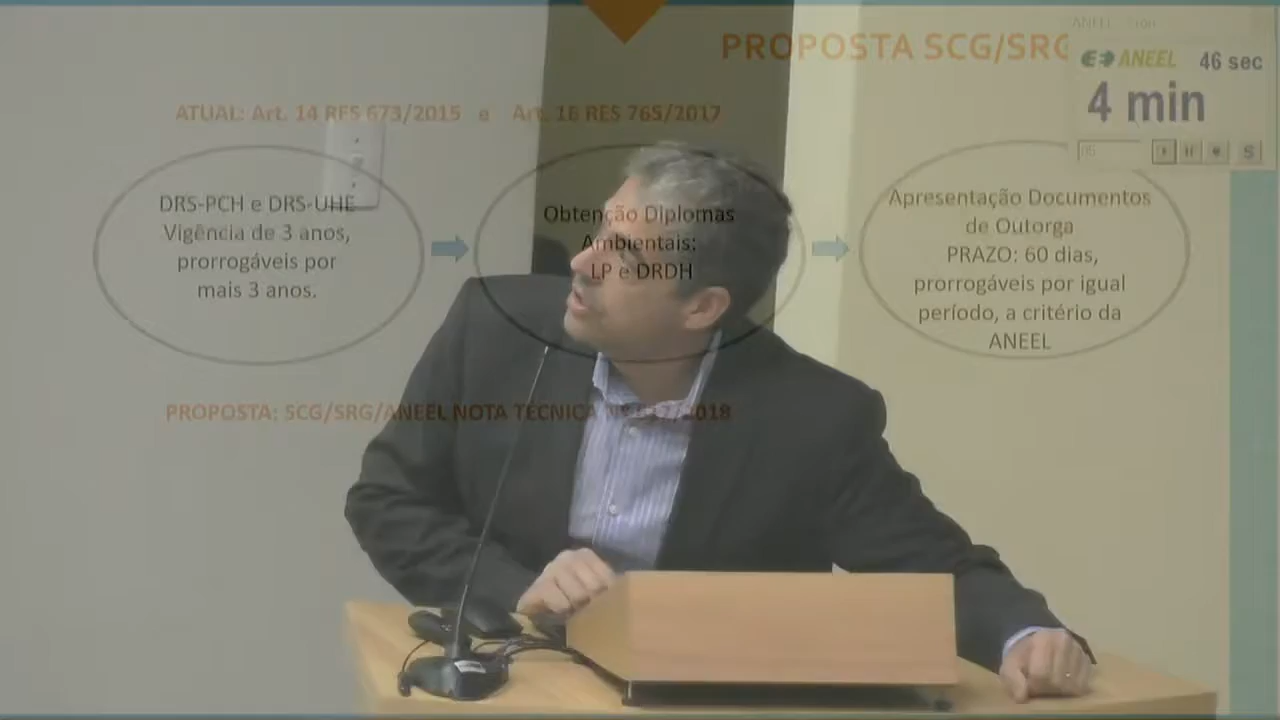 PROPOSTA SCG/SRG
ANEEL 46 sec
4 min
ATUAL: Art. 14 RES 673/2015 e Art. 16 RES 765/2017
DRS-PCH e DRS-UHE
Vigência de 3 anos,
prorrogáveis por
mais 3 anos.
Obtenção Diplomas
Ambientais:
LP e DRDH
Apresentação Documentos
de Outorga
PRAZO: 60 dias,
prorrogáveis por igual
período, a critério da
ANEEL
PROPOSTA: SCG/SRG/ANEEL NOTA TÉCNICA /2018